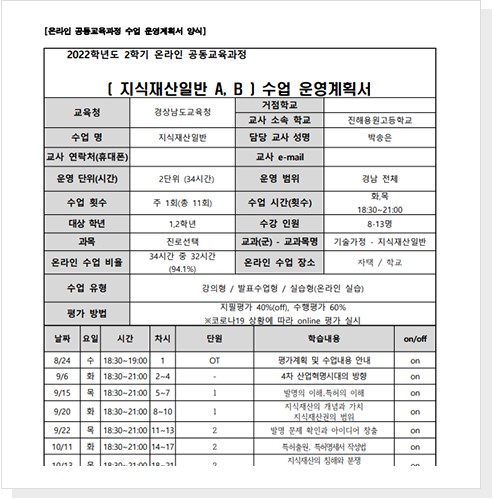 [온라인 공동교육과정 수업 운영계획서 양식]
2022학년도 2학기 온라인 공동교육과정
( 지식재산일반 A, B ) 수업 운영계획서
교육청 경상남도교육청 거점학교
교사 소속 학교 진해용원고등학교
수업 명 지식재산일반 담당 교사 성명 박송은
교사 연락처(휴대폰) 교사 e-mail
운영 단위(시간) 2단위 (34시간) 운영 범위 경남 전체
수업 횟수 주 1회(총 11회) 수업 시간(횟수) 화,목
18:30~21:00
대상 학년 1,2학년 수강 인원 8-13명
과목 진로선택 교과(군) - 교과목명 기술가정 - 지식재산일반
온라인 수업 비율 34시간 중 32시간
(94.1%) 온라인 수업 장소 자택 / 학교
수업 유형 강의형 / 발표수업형 / 실습형(온라인 실습)
평가 방법 지필평가 40%(off), 수행평가 60%
※코로나19 상황에 따라 online 평가 실시
날짜 요일 시간 차시 단원 학습내용 on/off
8/24 수 18:30~19:00 1 OT 평가계획 및 수업내용 안내 on
9/6 화 18:30~21:00 2~4 - 4차 산업혁명시대의 방향 on
9/15 목 18:30~21:00 5~7 1 발명의 이해,특허의 이해 on
9/20 화 18:30~21:00 8~10 1 지식재산의 개념과 가치
지식재산권의 범위 on
9/22 목 18:30~21:00 11~13 2 발명 문제 확인과 아이디어 창출 on
10/11 화 18:30~21:00 14~17 2 특허출원, 특허명세서 작성법 on
10/13 목 18:30~21:00 18~21 2 지식재산의 침해와 분쟁 on